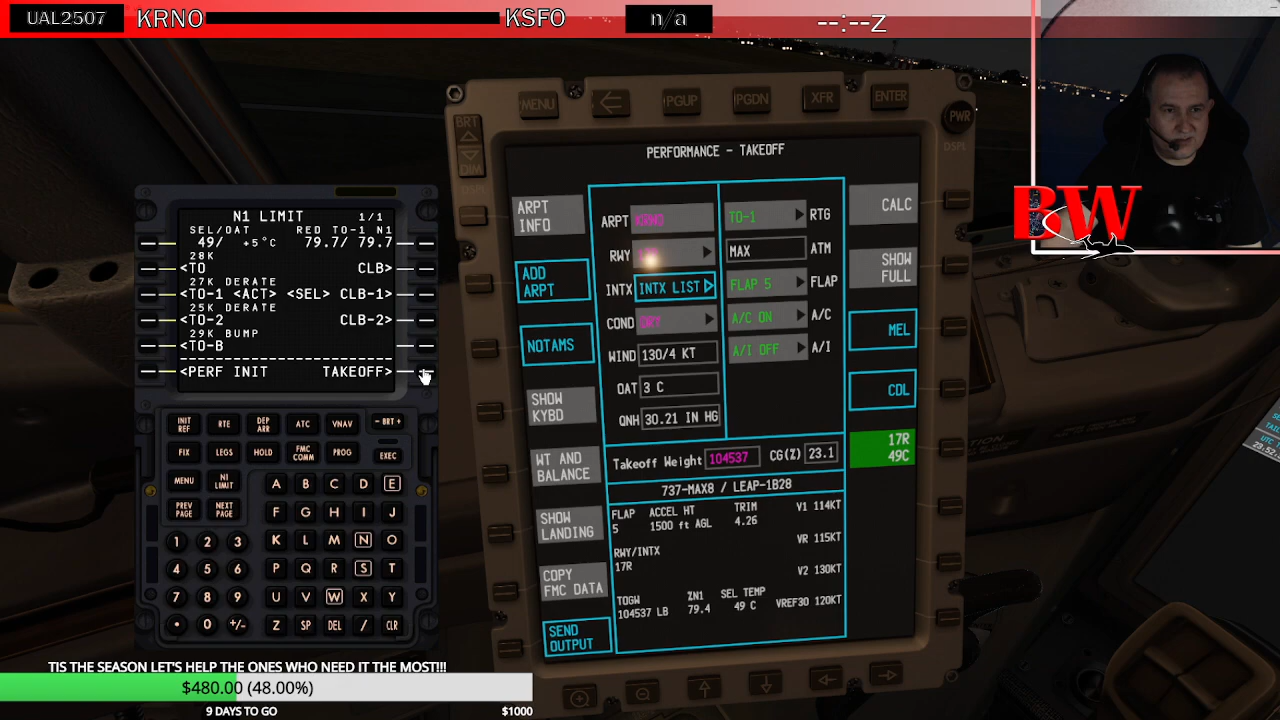 UAL2507 KRNO KSFO n/a --:--Z
BW
MENU PGUP PGDN XFR ENTER
BRT
DIM
PWR
PERFORMANCE - TAKEOFF
ARPT INFO
ADD ARPT
NOTAMS
SHOW KYBD
WT AND BALANCE
SHOW LANDING
COPY FMC DATA
SEND OUTPUT
ARPT KRNO
RWY
INTX INTX LIST
COND DRY
WIND 130/4 KT
OAT 3 C
QNH 30.21 IN HG
TO-1 RTG
MAX ATM
FLAP 5 FLAP
A/C ON A/C
A/I OFF A/I
CALC
SHOW FULL
MEL
CDL
17R
49C
Takeoff Weight 104537 CG(%) 23.1
737-MAX8 / LEAP-1B28
FLAP ACCEL HT TRIM V1 114KT
5 1500 ft AGL 4.26
VR 115KT
RWY/INTX
17R
V2 130KT
TOGW %N1 SEL TEMP
104537 LB 79.4 49 C VREF30 120KT
N1 LIMIT 1/1
SEL/OAT RED TO-1 N1
49/ +5°C 79.7/ 79.7
28K
<TO CLB>
27K DERATE
<TO-1 <ACT> <SEL> CLB-1>
25K DERATE
<TO-2 CLB-2>
29K BUMP
<TO-B
<PERF INIT TAKEOFF>
INIT REF RTE DEP ARR ATC VNAV - BRT +
FIX LEGS HOLD FMC COMM PROG EXEC
MENU N1 LIMIT A B C D E
PREV PAGE NEXT PAGE F G H I J
1 2 3 K L M N O
4 5 6 P Q R S T
7 8 9 U V W X Y
. 0 +/- Z SP DEL / CLR
TIS THE SEASON LET'S HELP THE ONES WHO NEED IT THE MOST!!!
$480.00 (48.00%)
9 DAYS TO GO $1000